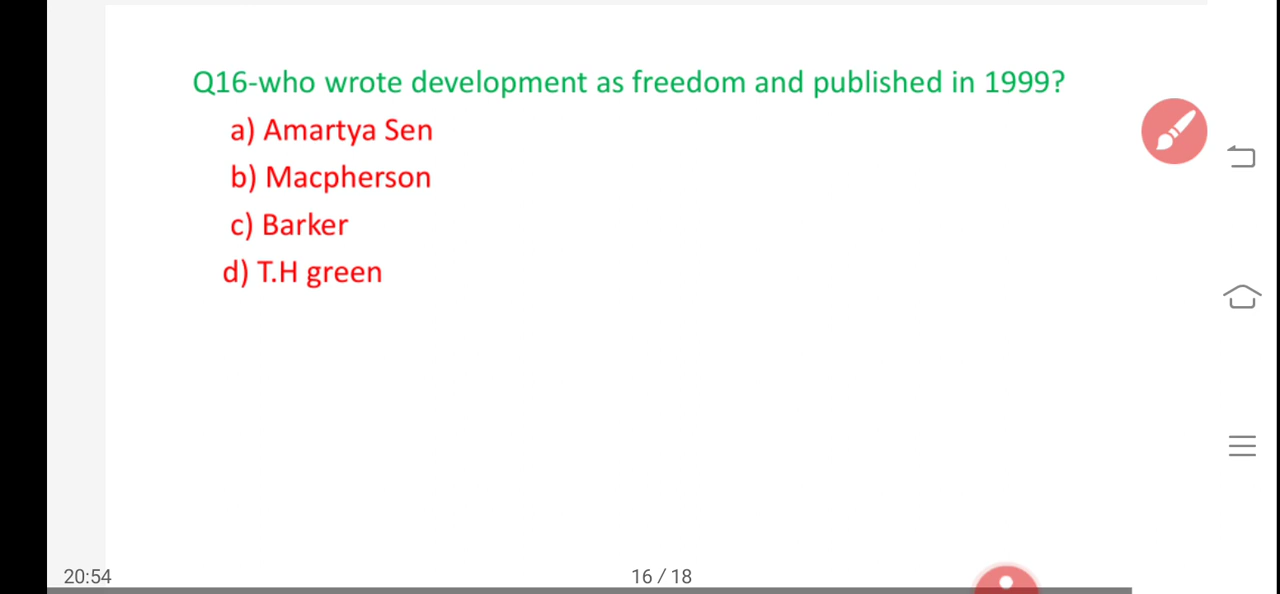 Q16-who wrote development as freedom and published in 1999?
a) Amartya Sen
b) Macpherson
c) Barker
d) T.H green
20:54
16 / 18